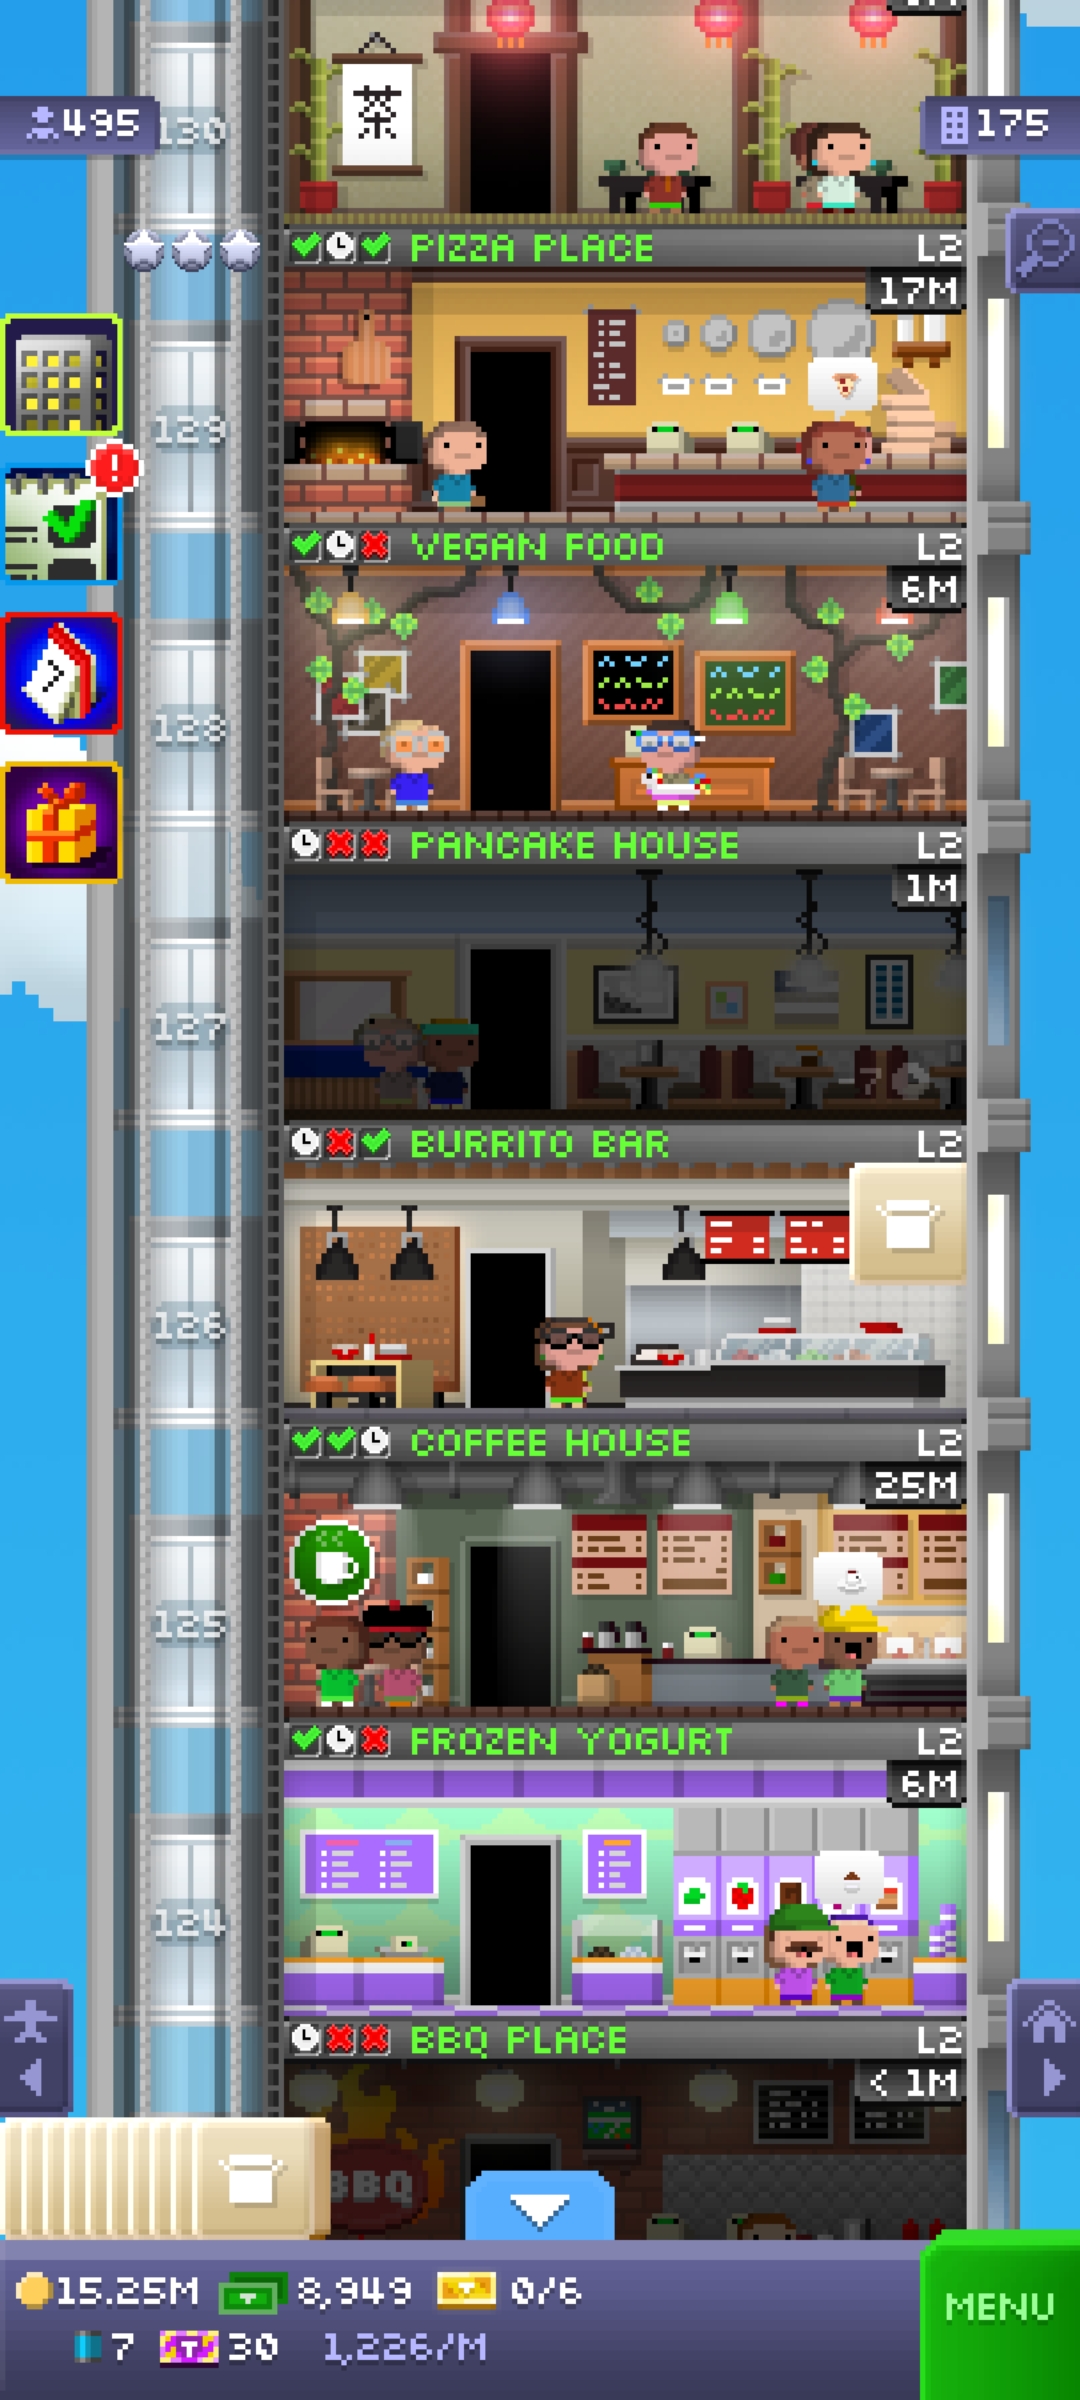 495
130
175
茶
PIZZA PLACE
L2
17M
129
VEGAN FOOD
L2
6M
128
PANCAKE HOUSE
L2
1M
127
BURRITO BAR
L2
126
COFFEE HOUSE
L2
25M
125
FROZEN YOGURT
L2
6M
124
BBQ PLACE
L2
< 1M
BBQ
15.25M
8,949
0/6
MENU
7
30
1,226/M